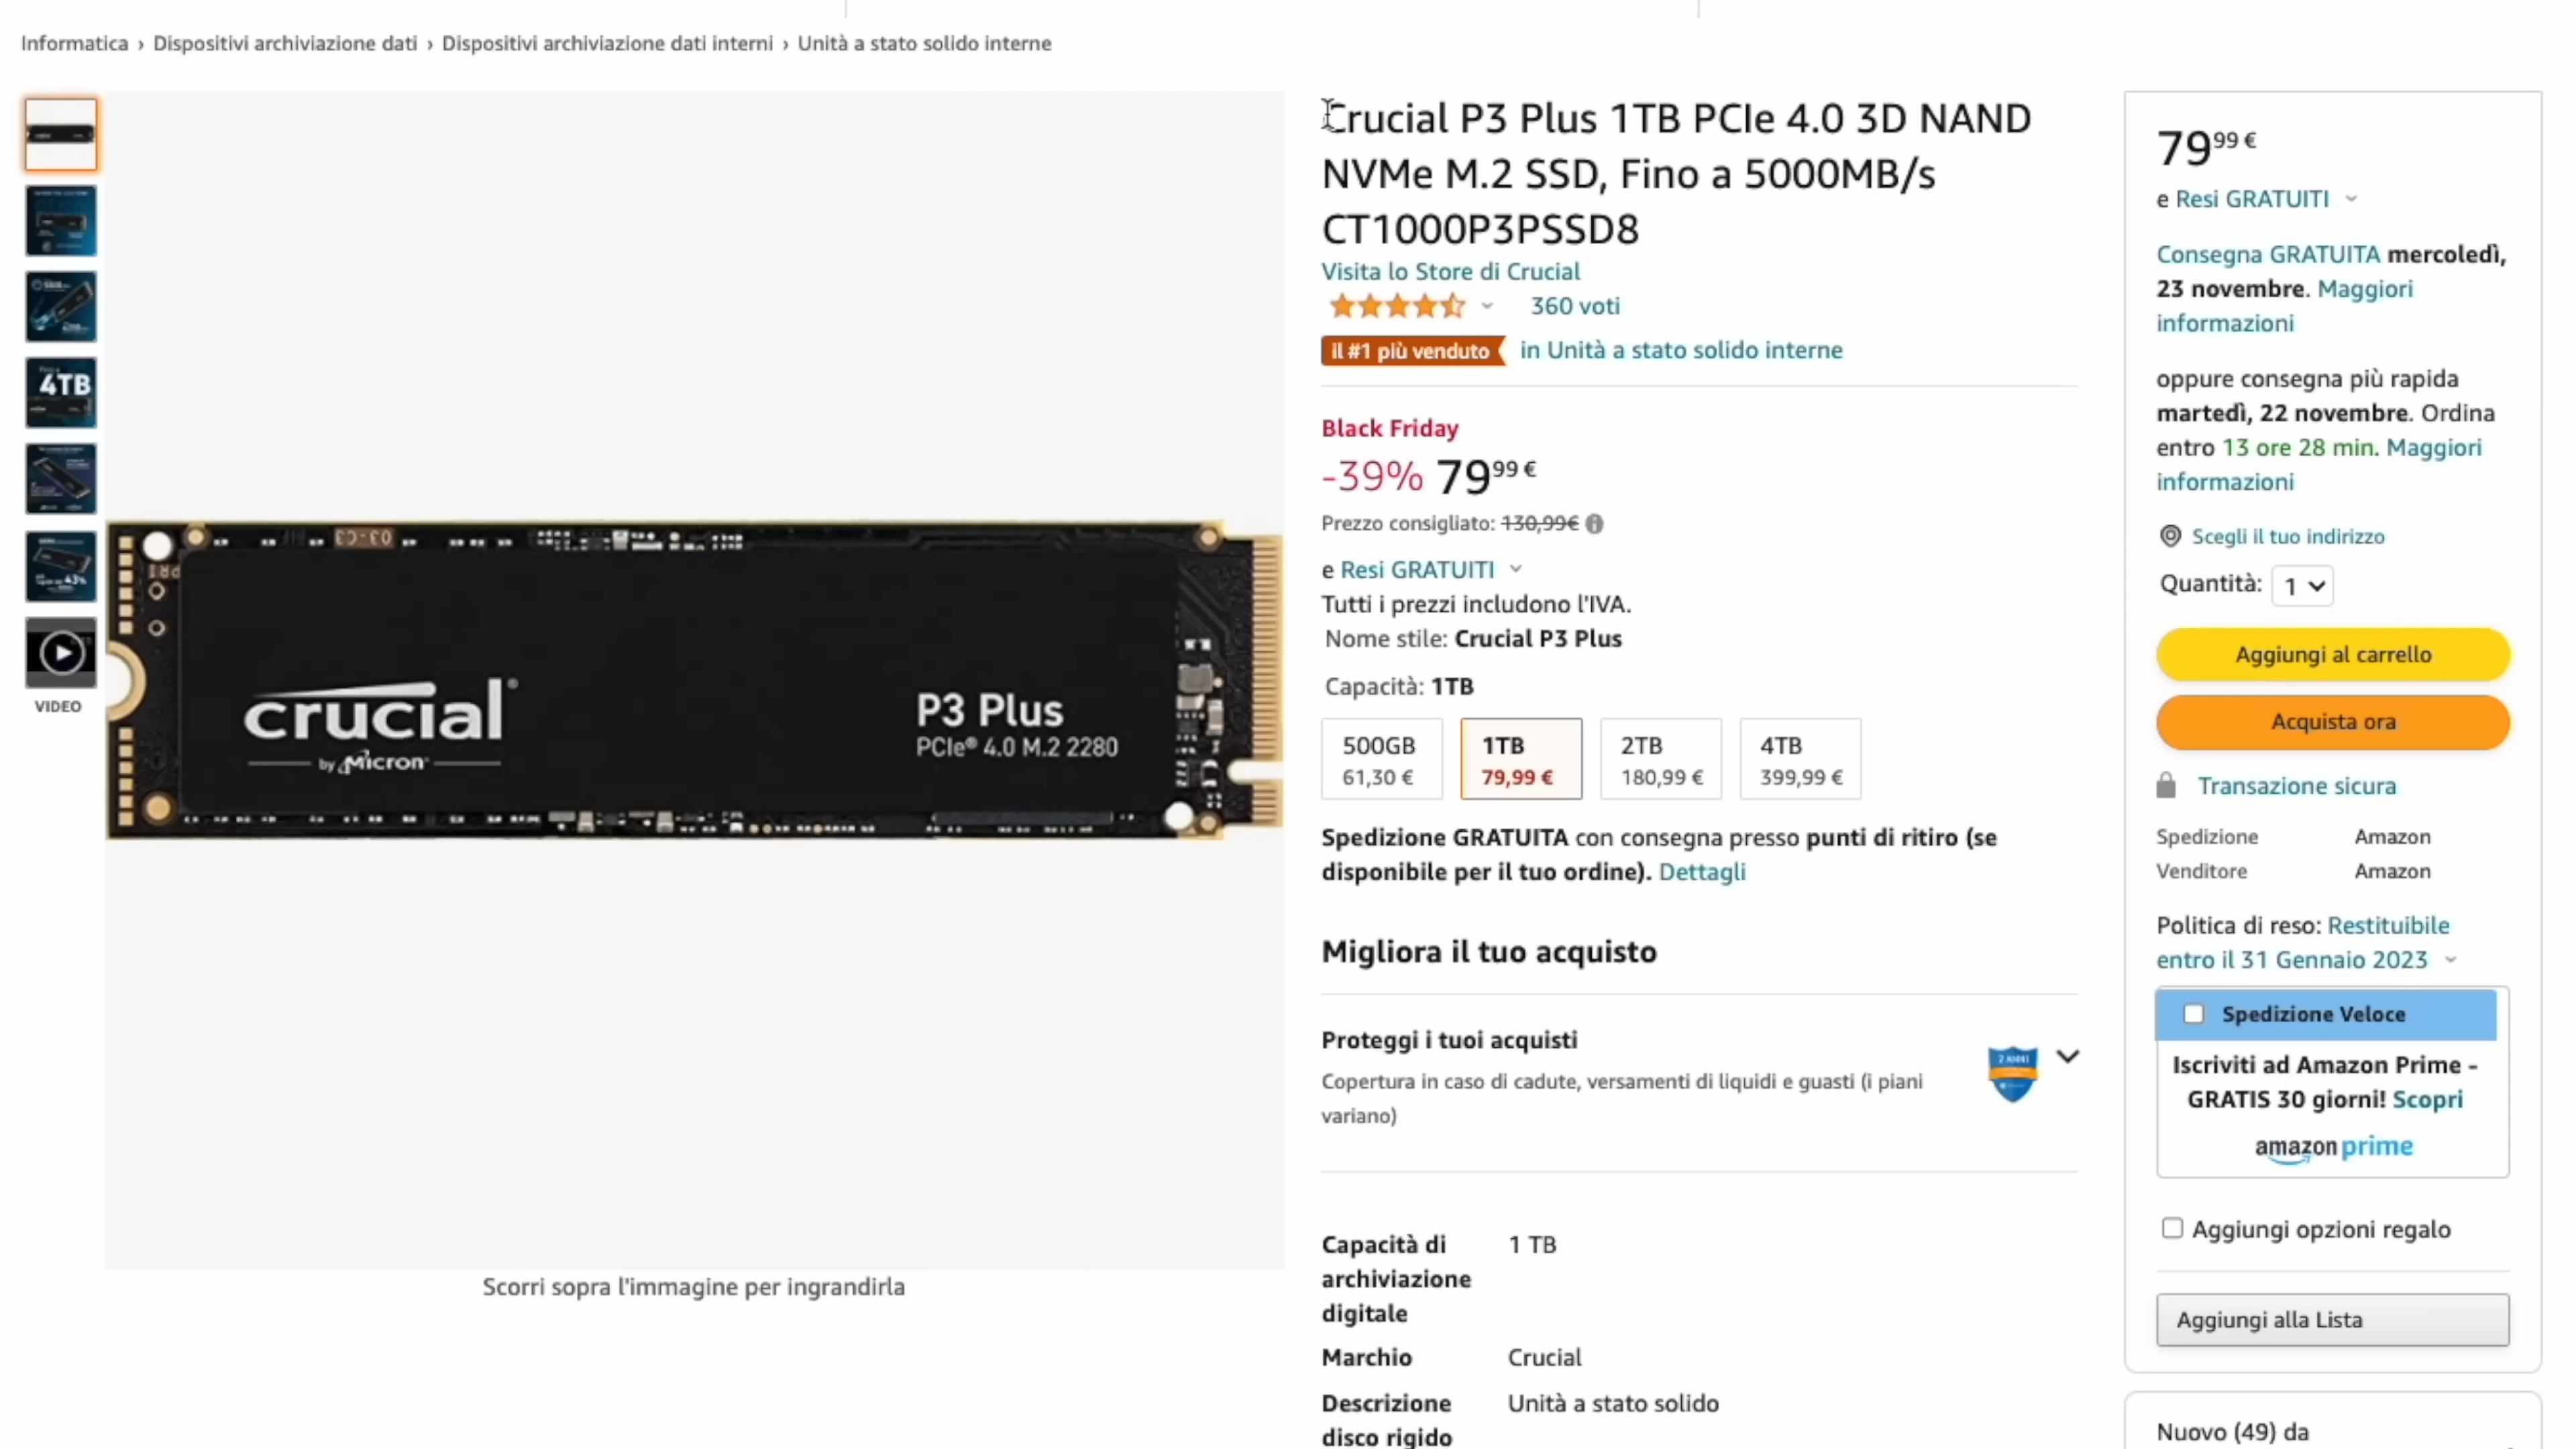 Informatica › Dispositivi archiviazione dati › Dispositivi archiviazione dati interni › Unità a stato solido interne
4TB
VIDEO
crucial
by Micron
P3 Plus
PCIe® 4.0 M.2 2280
Scorri sopra l'immagine per ingrandirla
Crucial P3 Plus 1TB PCIe 4.0 3D NAND
NVMe M.2 SSD, Fino a 5000MB/s
CT1000P3PSSD8
Visita lo Store di Crucial
360 voti
il #1 più venduto in Unità a stato solido interne
Black Friday
-39% 79⁹⁹ €
Prezzo consigliato: 130,99€
e Resi GRATUITI
Tutti i prezzi includono l'IVA.
Nome stile: Crucial P3 Plus
Capacità: 1TB
500GB 1TB 2TB 4TB
61,30 € 79,99 € 180,99 € 399,99 €
Spedizione GRATUITA con consegna presso punti di ritiro (se
disponibile per il tuo ordine). Dettagli
Migliora il tuo acquisto
Proteggi i tuoi acquisti
Copertura in caso di cadute, versamenti di liquidi e guasti (i piani
variano)
2 ANNI
Capacità di 1 TB
archiviazione
digitale
Marchio Crucial
Descrizione Unità a stato solido
disco rigido
79⁹⁹ €
e Resi GRATUITI
Consegna GRATUITA mercoledì,
23 novembre. Maggiori
informazioni
oppure consegna più rapida
martedì, 22 novembre. Ordina
entro 13 ore 28 min. Maggiori
informazioni
Scegli il tuo indirizzo
Quantità: 1
Aggiungi al carrello
Acquista ora
Transazione sicura
Spedizione Amazon
Venditore Amazon
Politica di reso: Restituibile
entro il 31 Gennaio 2023
Spedizione Veloce
Iscriviti ad Amazon Prime -
GRATIS 30 giorni! Scopri
amazon prime
Aggiungi opzioni regalo
Aggiungi alla Lista
Nuovo (49) da